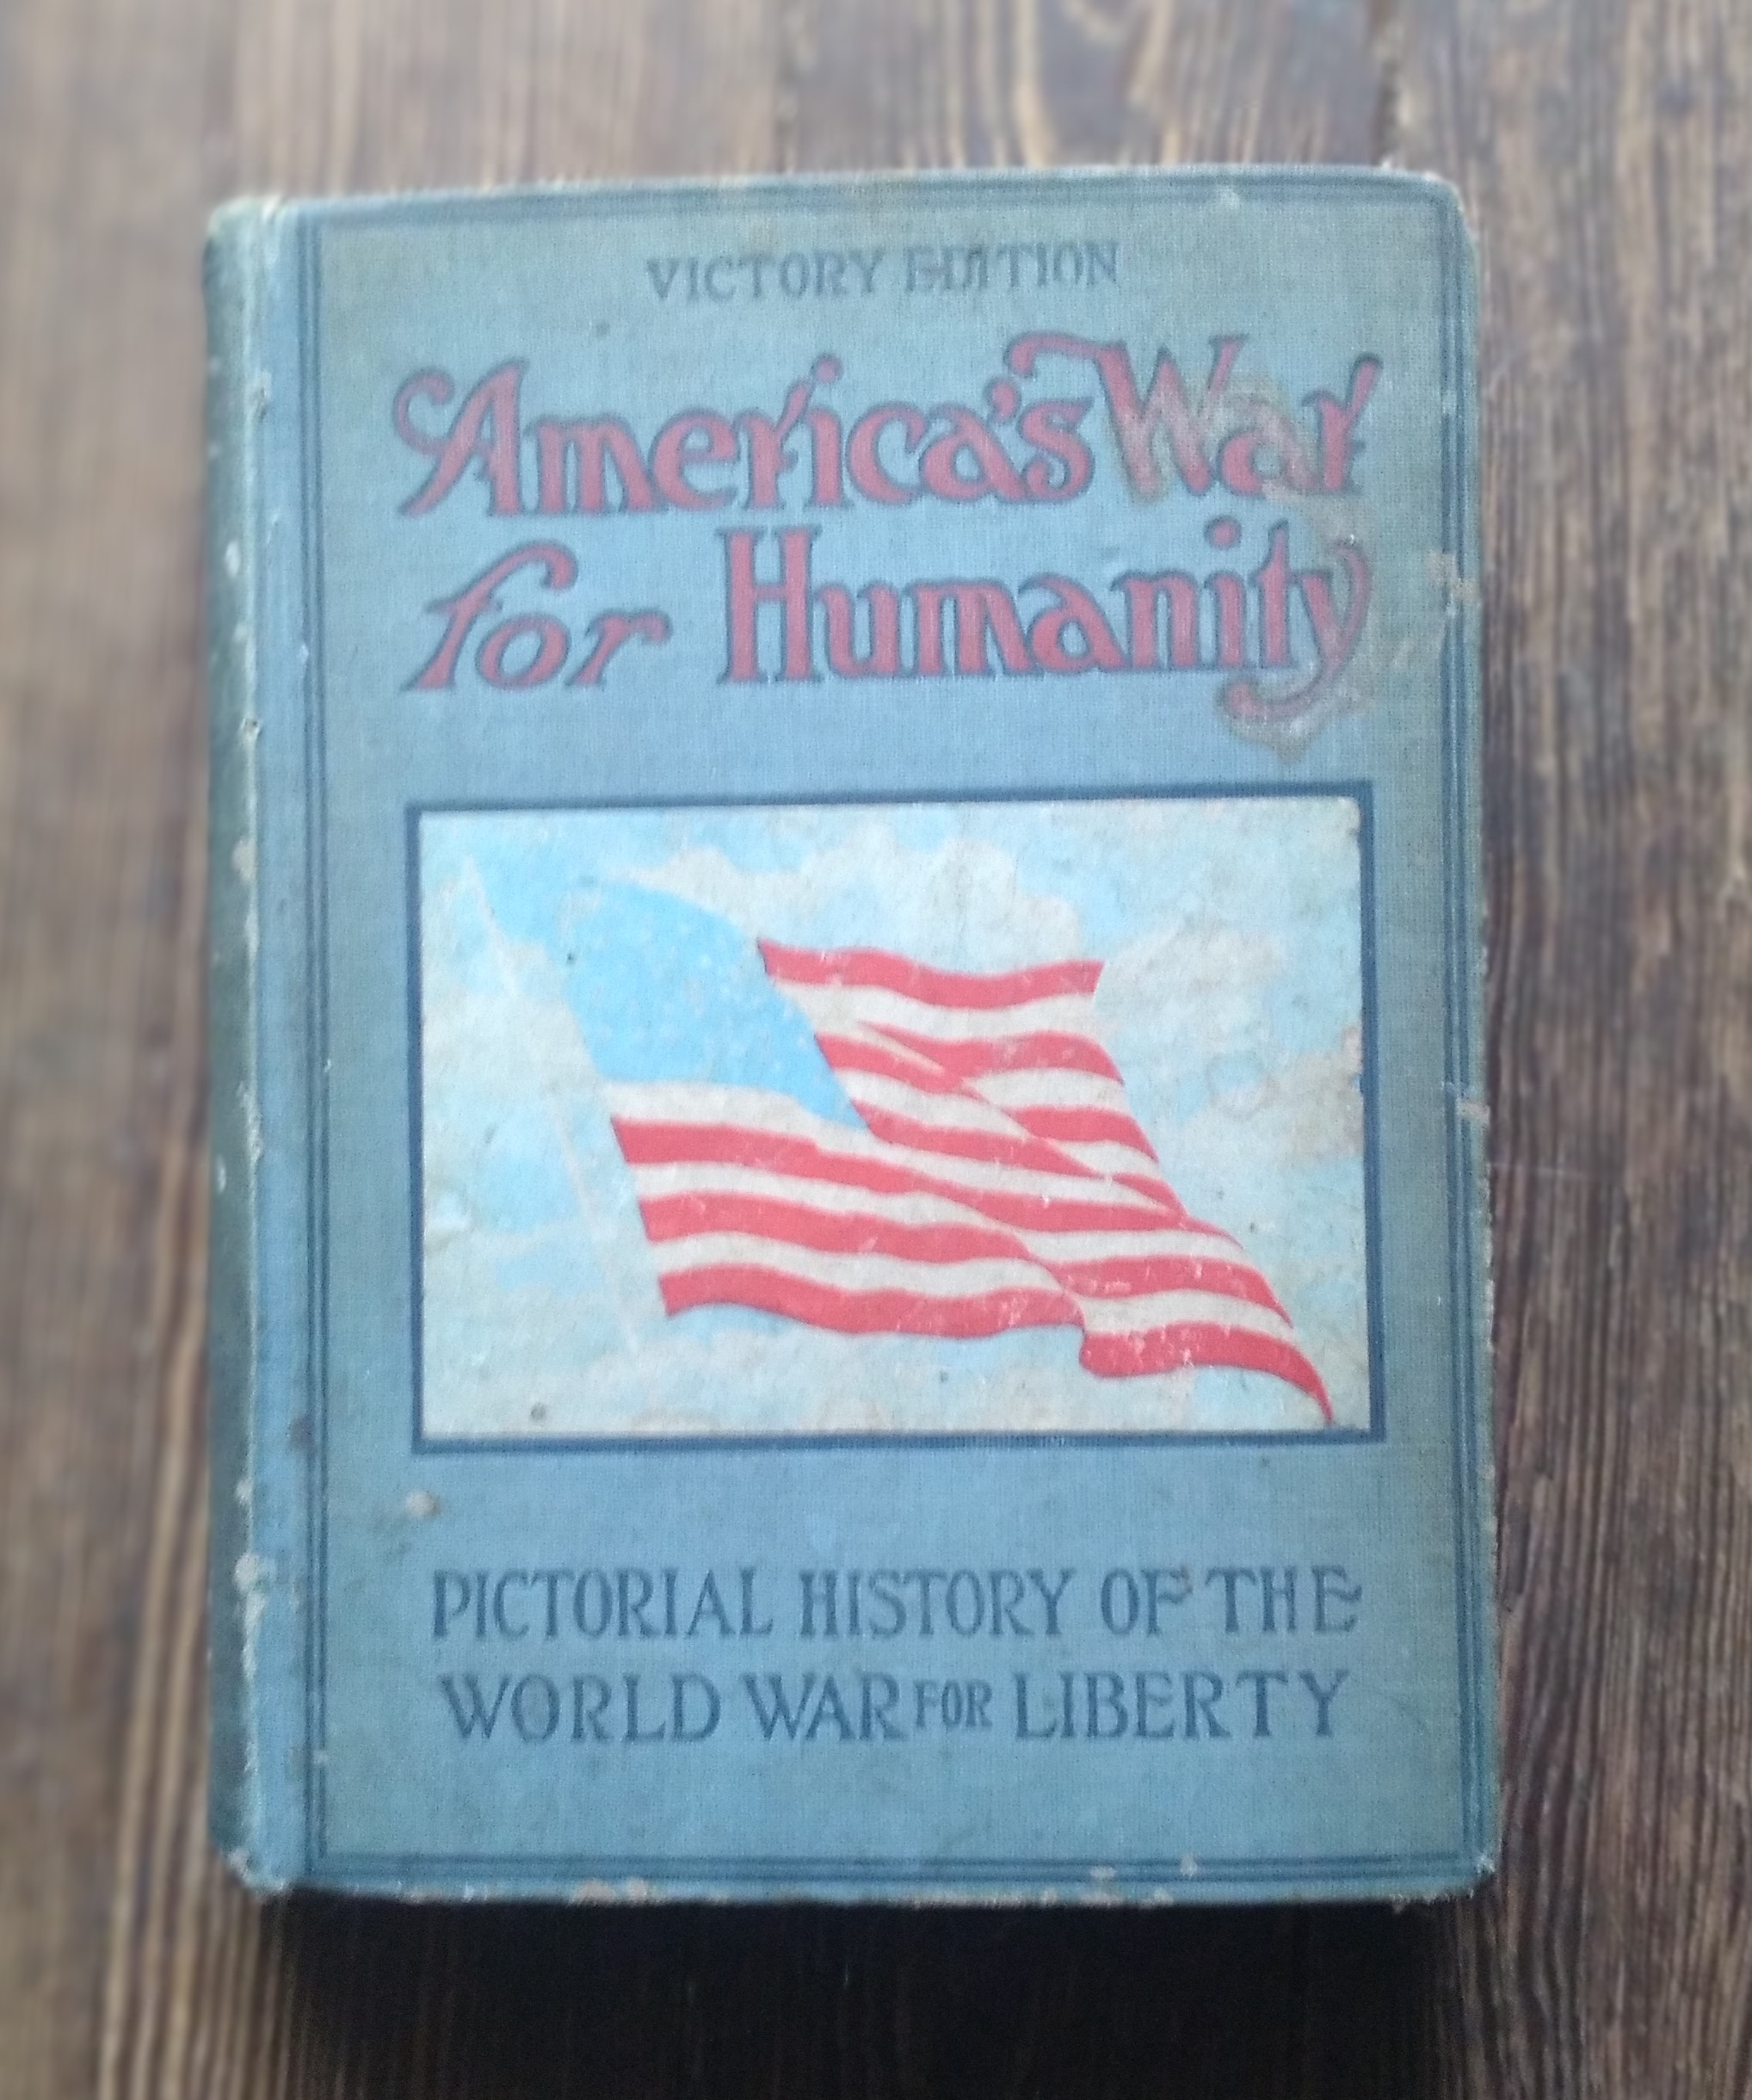 VICTORY EDITION
America's War
for Humanity
PICTORIAL HISTORY OF THE
WORLD WAR FOR LIBERTY